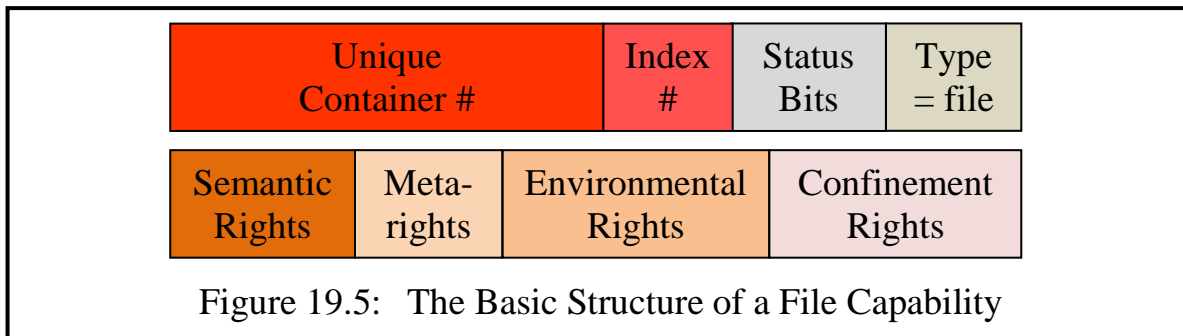 Unique Container #
Index #
Status Bits
Type = file
Semantic Rights
Meta-rights
Environmental Rights
Confinement Rights
Figure 19.5: The Basic Structure of a File Capability